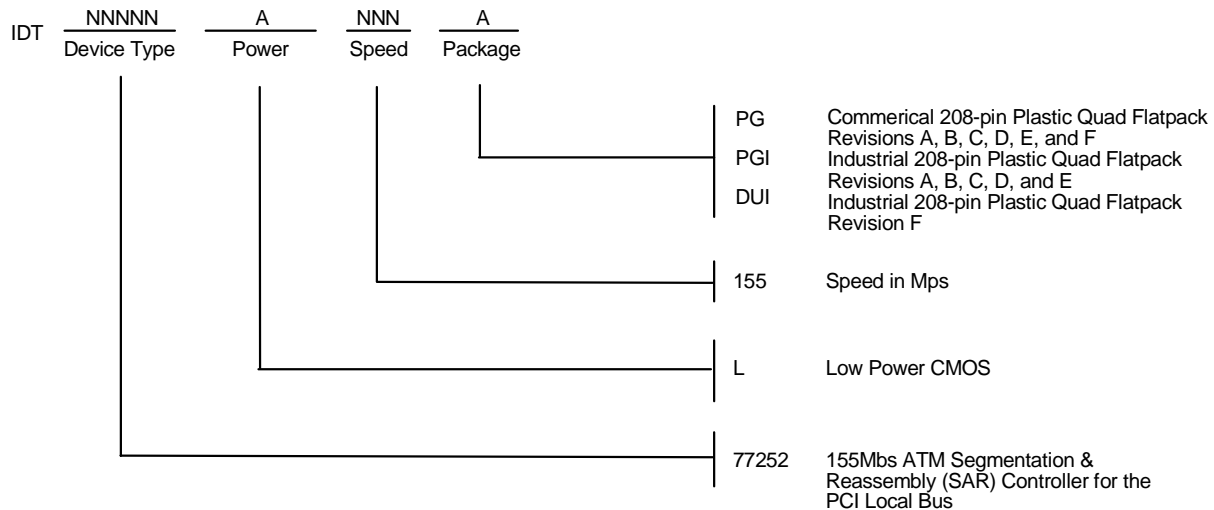 IDT NNNNN A NNN A
Device Type Power Speed Package
PG Commerical 208-pin Plastic Quad Flatpack
Revisions A, B, C, D, E, and F
PGI Industrial 208-pin Plastic Quad Flatpack
Revisions A, B, C, D, and E
DUI Industrial 208-pin Plastic Quad Flatpack
Revision F
155 Speed in Mps
L Low Power CMOS
77252 155Mbs ATM Segmentation &
Reassembly (SAR) Controller for the
PCI Local Bus